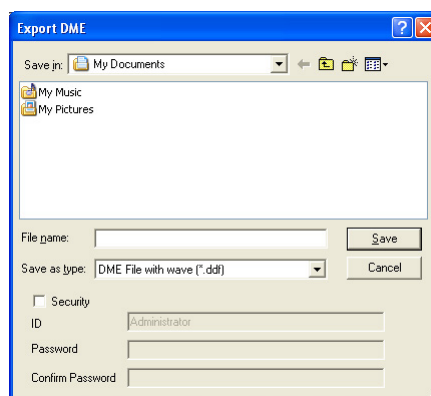 Export DME
Save in: My Documents
My Music
My Pictures
File name:
Save
Save as type: DME File with wave (*.ddf)
Cancel
Security
ID Administrator
Password
Confirm Password